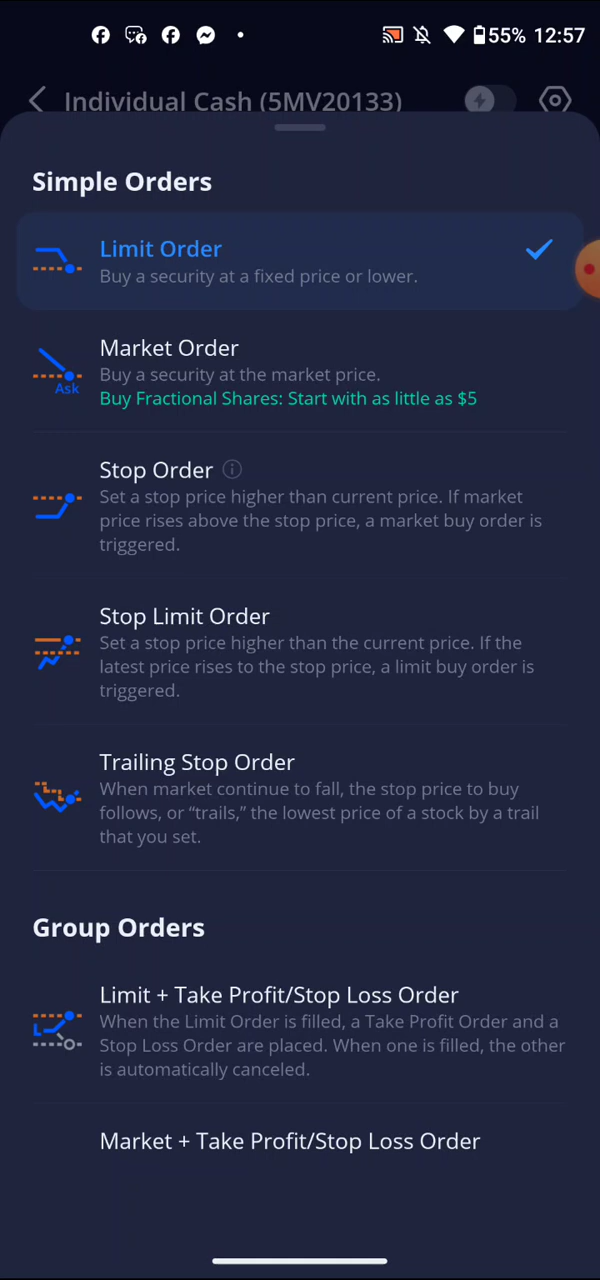 55% 12:57
Individual Cash (5MV20133)
Simple Orders
Limit Order
Buy a security at a fixed price or lower.
Market Order
Buy a security at the market price.
Ask
Buy Fractional Shares: Start with as little as $5
Stop Order
Set a stop price higher than current price. If market
price rises above the stop price, a market buy order is
triggered.
Stop Limit Order
Set a stop price higher than the current price. If the
latest price rises to the stop price, a limit buy order is
triggered.
Trailing Stop Order
When market continue to fall, the stop price to buy
follows, or “trails,” the lowest price of a stock by a trail
that you set.
Group Orders
Limit + Take Profit/Stop Loss Order
When the Limit Order is filled, a Take Profit Order and a
Stop Loss Order are placed. When one is filled, the other
is automatically canceled.
Market + Take Profit/Stop Loss Order